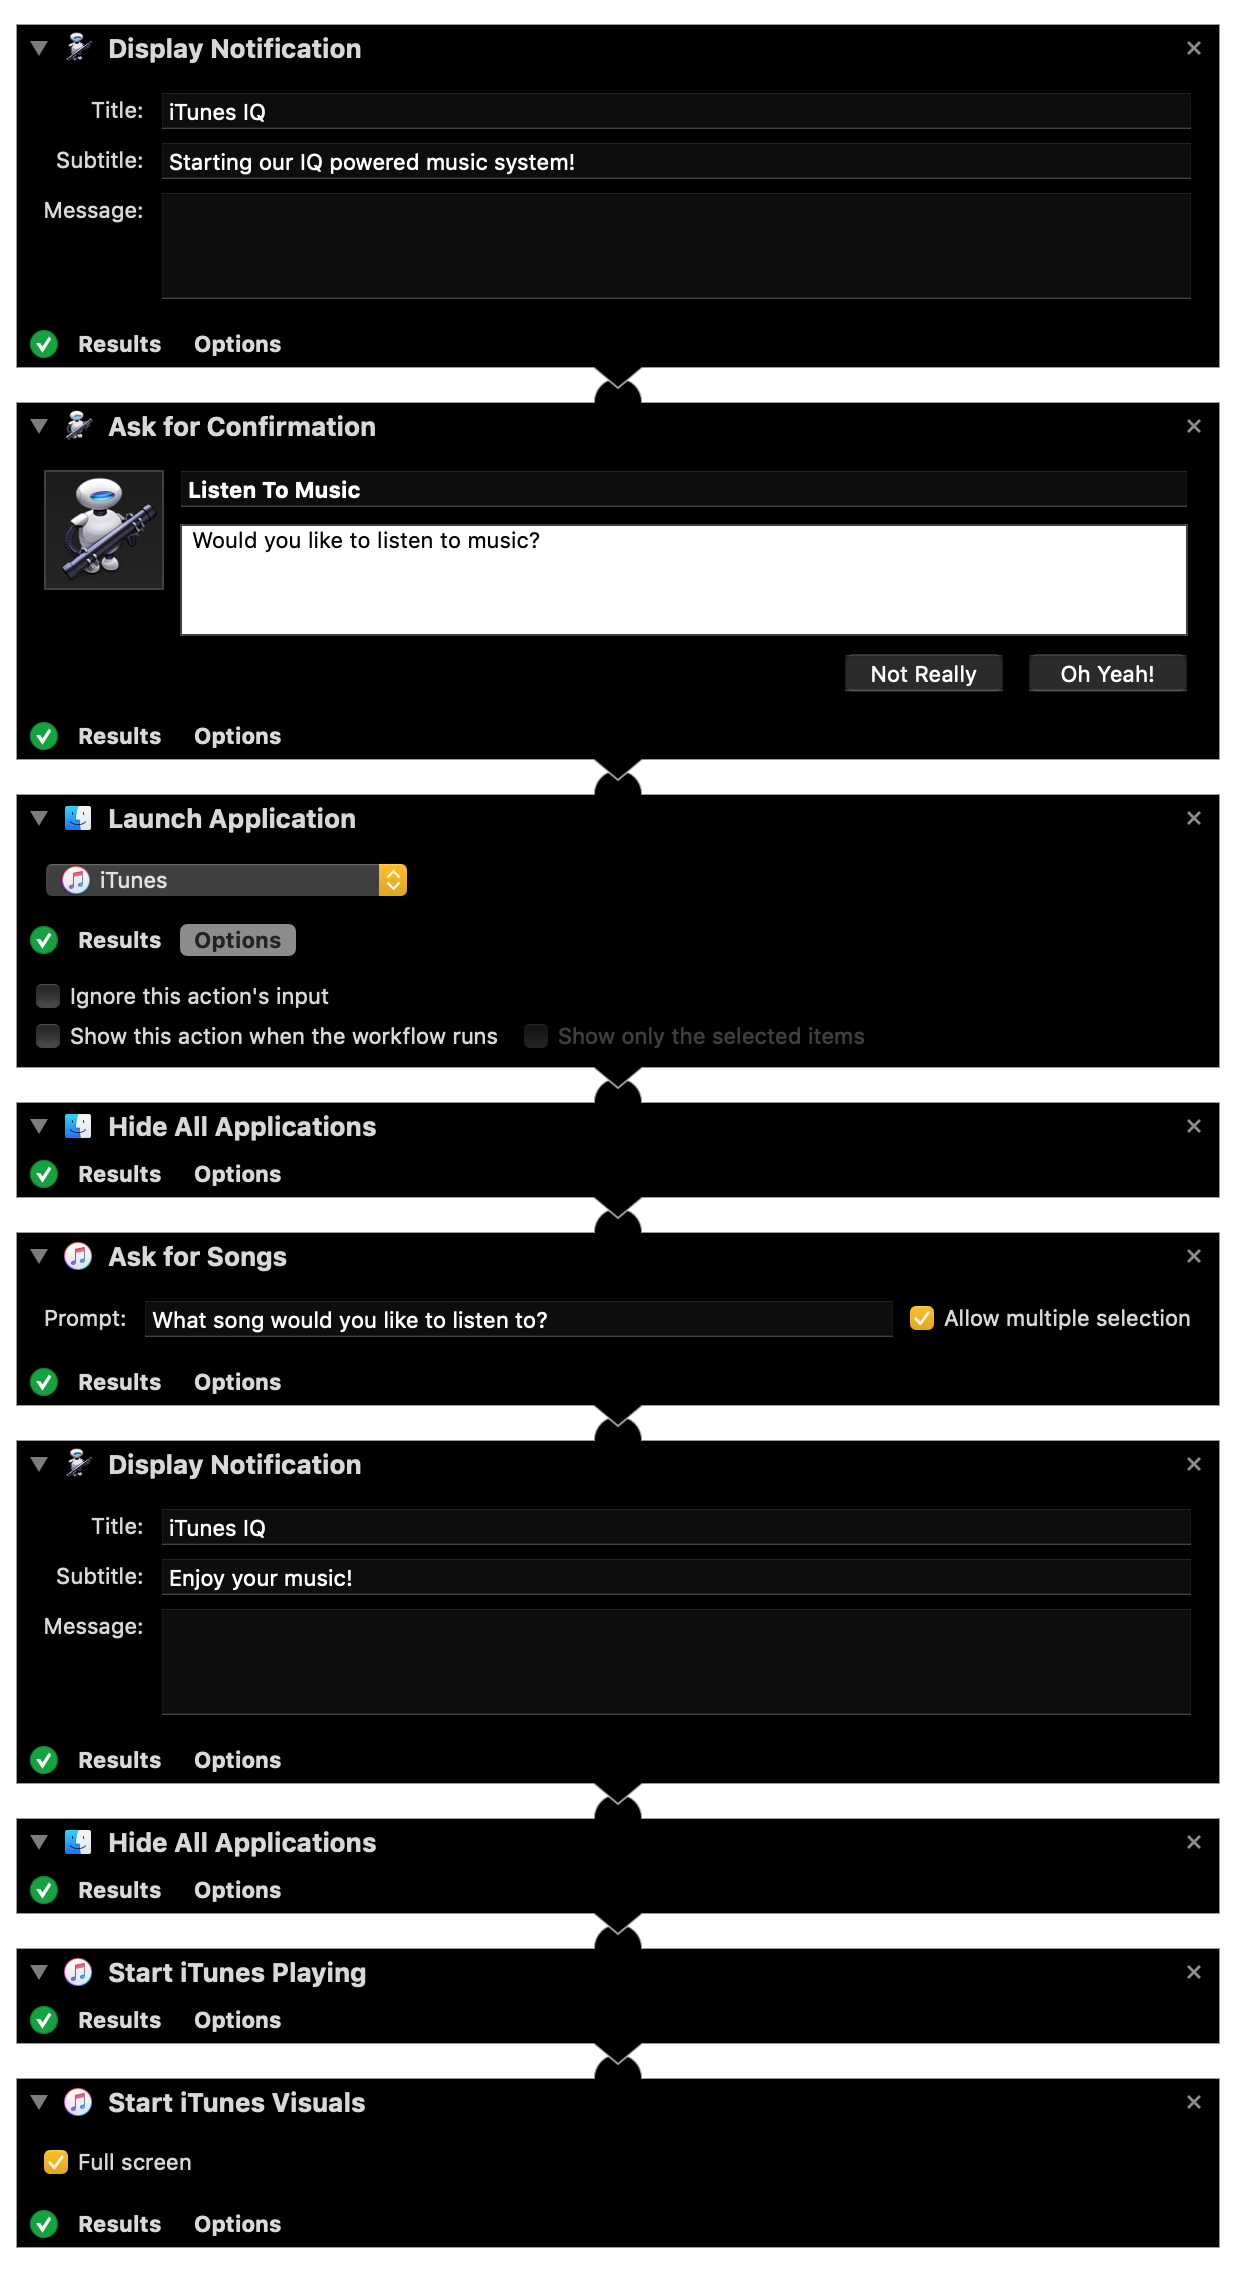 Display Notification
Title: iTunes IQ
Subtitle: Starting our IQ powered music system!
Message:
Results Options
Ask for Confirmation
Listen To Music
Would you like to listen to music?
Not Really Oh Yeah!
Results Options
Launch Application
iTunes
Results Options
Ignore this action's input
Show this action when the workflow runs Show only the selected items
Hide All Applications
Results Options
Ask for Songs
Prompt: What song would you like to listen to? Allow multiple selection
Results Options
Display Notification
Title: iTunes IQ
Subtitle: Enjoy your music!
Message:
Results Options
Hide All Applications
Results Options
Start iTunes Playing
Results Options
Start iTunes Visuals
Full screen
Results Options